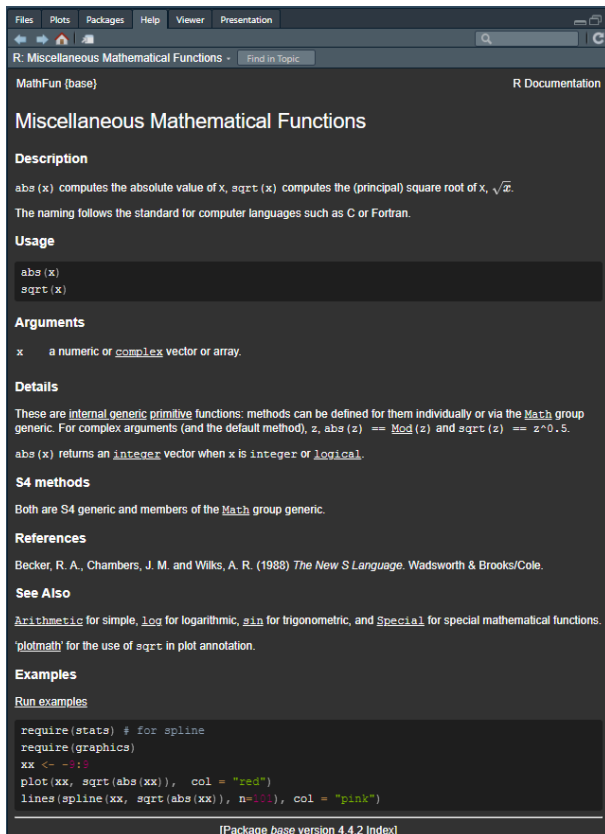 Files Plots Packages Help Viewer Presentation
R: Miscellaneous Mathematical Functions Find in Topic
MathFun {base} R Documentation
Miscellaneous Mathematical Functions
Description
abs(x) computes the absolute value of x, sqrt(x) computes the (principal) square root of x, √x.
The naming follows the standard for computer languages such as C or Fortran.
Usage
abs(x)
sqrt(x)
Arguments
x a numeric or complex vector or array.
Details
These are internal generic primitive functions: methods can be defined for them individually or via the Math group
generic. For complex arguments (and the default method), z, abs(z) == Mod(z) and sqrt(z) == z^0.5.
abs(x) returns an integer vector when x is integer or logical.
S4 methods
Both are S4 generic and members of the Math group generic.
References
Becker, R. A., Chambers, J. M. and Wilks, A. R. (1988) The New S Language. Wadsworth & Brooks/Cole.
See Also
Arithmetic for simple, log for logarithmic, sin for trigonometric, and Special for special mathematical functions.
‘plotmath’ for the use of sqrt in plot annotation.
Examples
Run examples
require(stats) # for spline
require(graphics)
xx <- -9:9
plot(xx, sqrt(abs(xx)), col = "red")
lines(spline(xx, sqrt(abs(xx)), n=101), col = "pink")
[Package base version 4.4.2 Index]